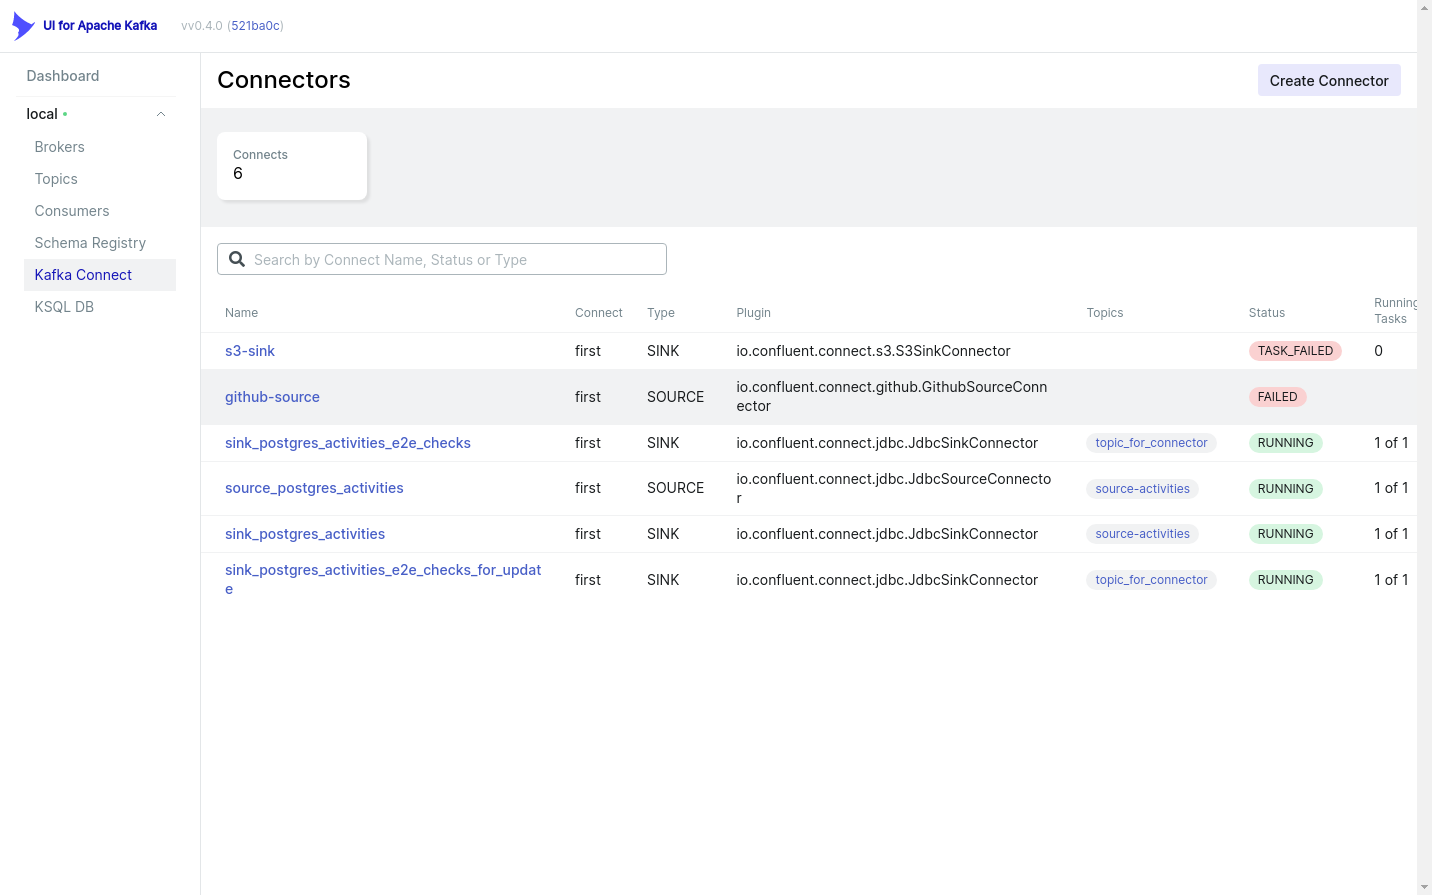 UI for Apache Kafka vv0.4.0 (521ba0c)
Dashboard
local
Brokers
Topics
Consumers
Schema Registry
Kafka Connect
KSQL DB
Connectors
Create Connector
Connects
6
Search by Connect Name, Status or Type
Name Connect Type Plugin Topics Status Running
Tasks
s3-sink first SINK io.confluent.connect.s3.S3SinkConnector TASK_FAILED 0
github-source first SOURCE io.confluent.connect.github.GithubSourceConn
ector FAILED
sink_postgres_activities_e2e_checks first SINK io.confluent.connect.jdbc.JdbcSinkConnector topic_for_connector RUNNING 1 of 1
source_postgres_activities first SOURCE io.confluent.connect.jdbc.JdbcSourceConnecto
r source-activities RUNNING 1 of 1
sink_postgres_activities first SINK io.confluent.connect.jdbc.JdbcSinkConnector source-activities RUNNING 1 of 1
sink_postgres_activities_e2e_checks_for_updat
e first SINK io.confluent.connect.jdbc.JdbcSinkConnector topic_for_connector RUNNING 1 of 1